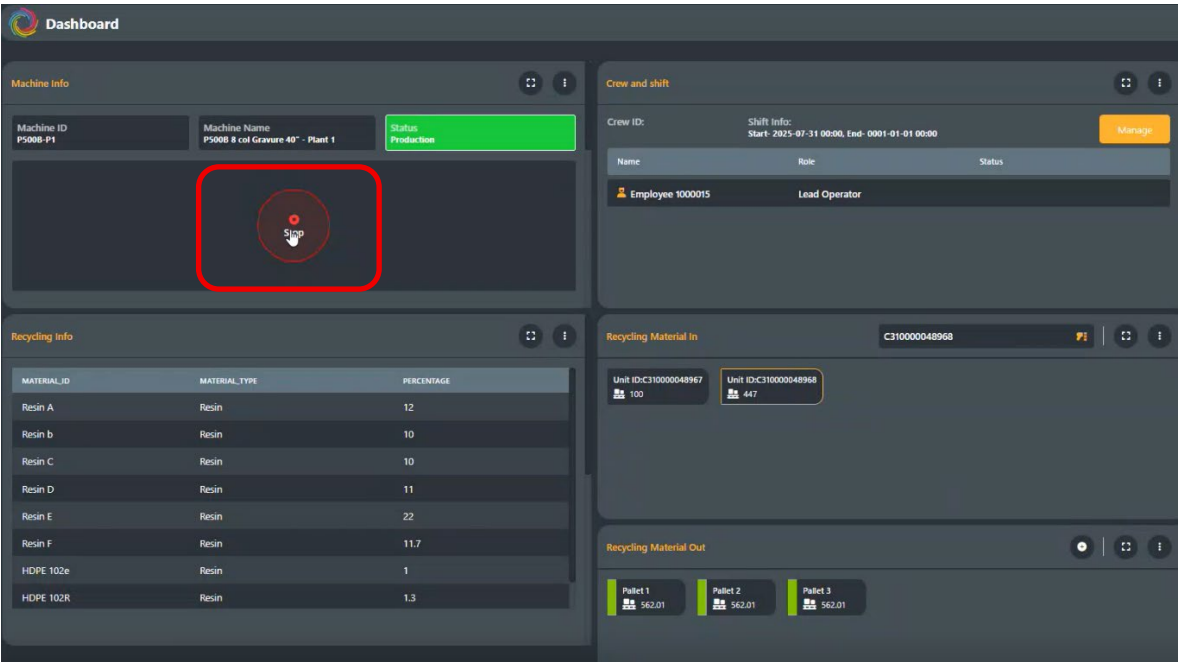 Dashboard
Machine Info
Machine ID
P500B-P1
Machine Name
P500B 8 col Gravure 40" - Plant 1
Status
Production
Stop
Crew and shift
Crew ID:
Shift Info:
Start- 2025-07-31 00:00, End- 0001-01-01 00:00
Manage
Name Role Status
Employee 1000015 Lead Operator
Recycling Info
MATERIAL_ID MATERIAL_TYPE PERCENTAGE
Resin A Resin 12
Resin b Resin 10
Resin C Resin 10
Resin D Resin 11
Resin E Resin 22
Resin F Resin 11.7
HDPE 102e Resin 1
HDPE 102R Resin 1.3
Recycling Material In
C310000048968
Unit ID:C310000048967
100
Unit ID:C310000048968
447
Recycling Material Out
Pallet 1
562.01
Pallet 2
562.01
Pallet 3
562.01